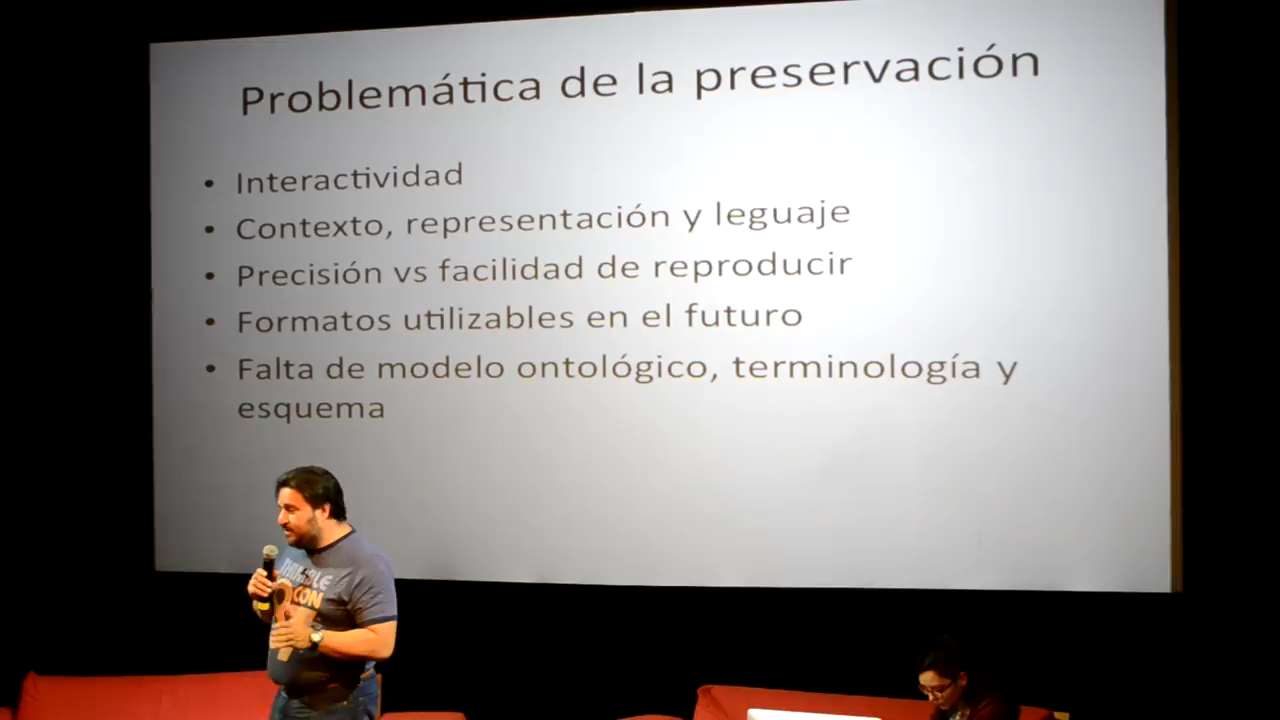 Problemática de la preservación
• Interactividad
• Contexto, representación y leguaje
• Precisión vs facilidad de reproducir
• Formatos utilizables en el futuro
• Falta de modelo ontológico, terminología y
esquema
CON